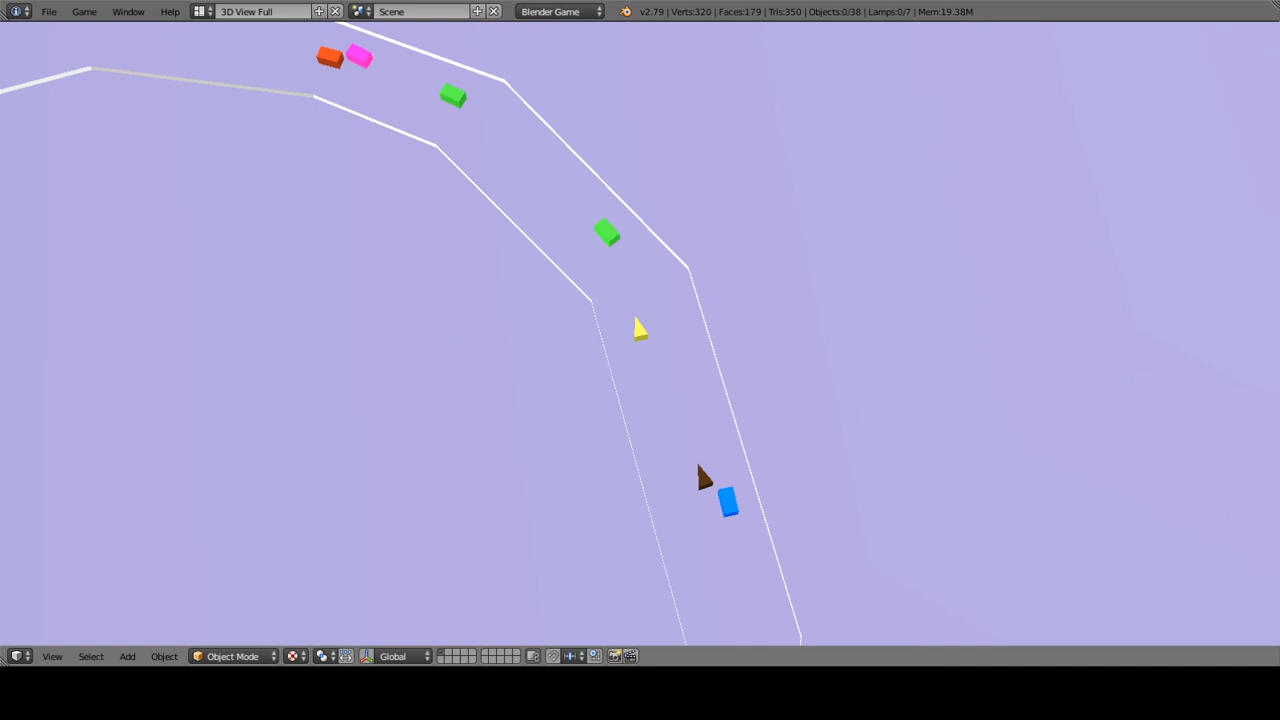 File Game Window Help 3D View Full Scene Blender Game v2.79 | Verts:320 | Faces:179 | Tris:350 | Objects:0/38 | Lamps:0/7 | Mem:19.38M
View Select Add Object Object Mode Global